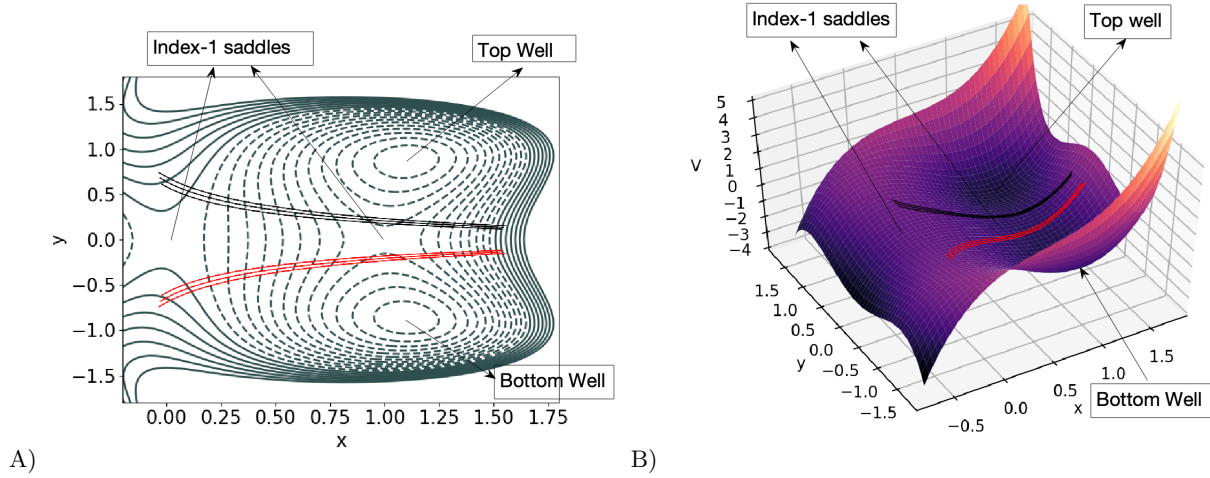 Index-1 saddles
Top Well
1.5
1.0
0.5
0.0
−0.5
−1.0
−1.5
y
0.00 0.25 0.50 0.75 1.00 1.25 1.50 1.75
x
Bottom Well
A)
Index-1 saddles
Top well
5
4
3
2
1
0
−1
−2
−3
−4
V
1.5
1.0
0.5
0.0
−0.5
−1.0
−1.5
y
−0.5 0.0 0.5 1.0 1.5
x
Bottom Well
B)